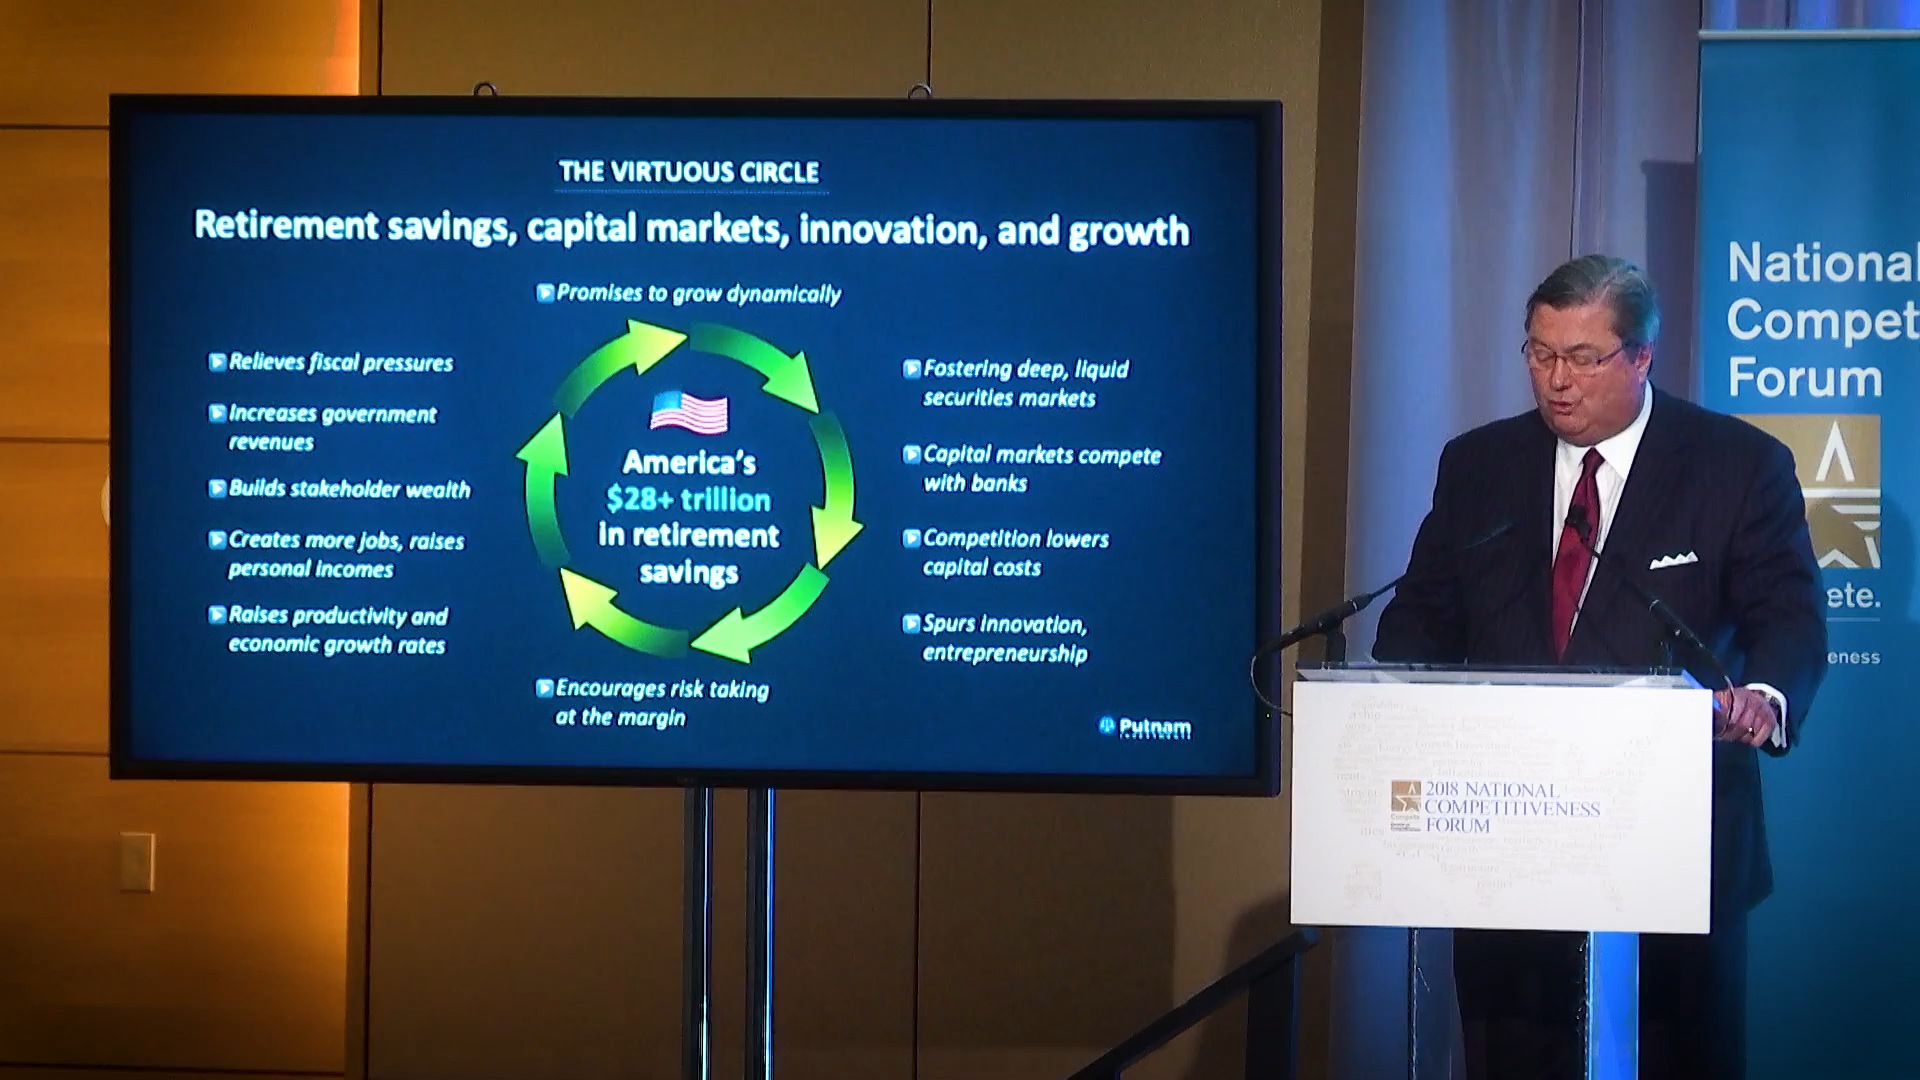 THE VIRTUOUS CIRCLE
Retirement savings, capital markets, innovation, and growth
Promises to grow dynamically
Fostering deep, liquid
securities markets
Capital markets compete
with banks
Competition lowers
capital costs
Spurs innovation,
entrepreneurship
Encourages risk taking
at the margin
Raises productivity and
economic growth rates
Creates more jobs, raises
personal incomes
Builds stakeholder wealth
Increases government
revenues
Relieves fiscal pressures
America's
$28+ trillion
in retirement
savings
Putnam
National
Compet
Forum
ete.
eness
2018 NATIONAL
COMPETITIVENESS
FORUM
Compete.